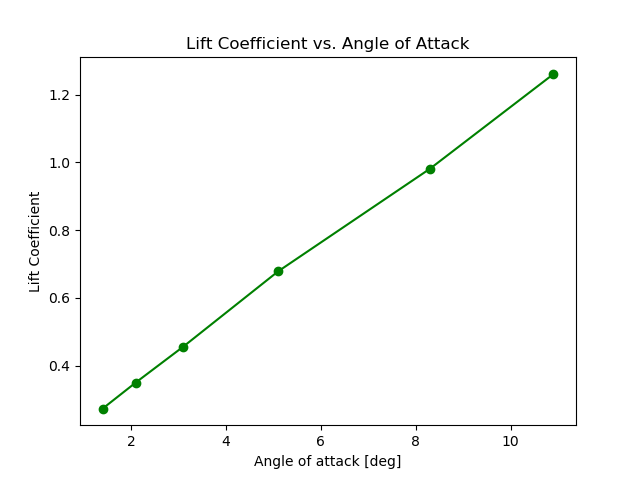 Lift Coefficient vs. Angle of Attack
1.2
1.0
0.8
0.6
0.4
Lift Coefficient
2 4 6 8 10
Angle of attack [deg]